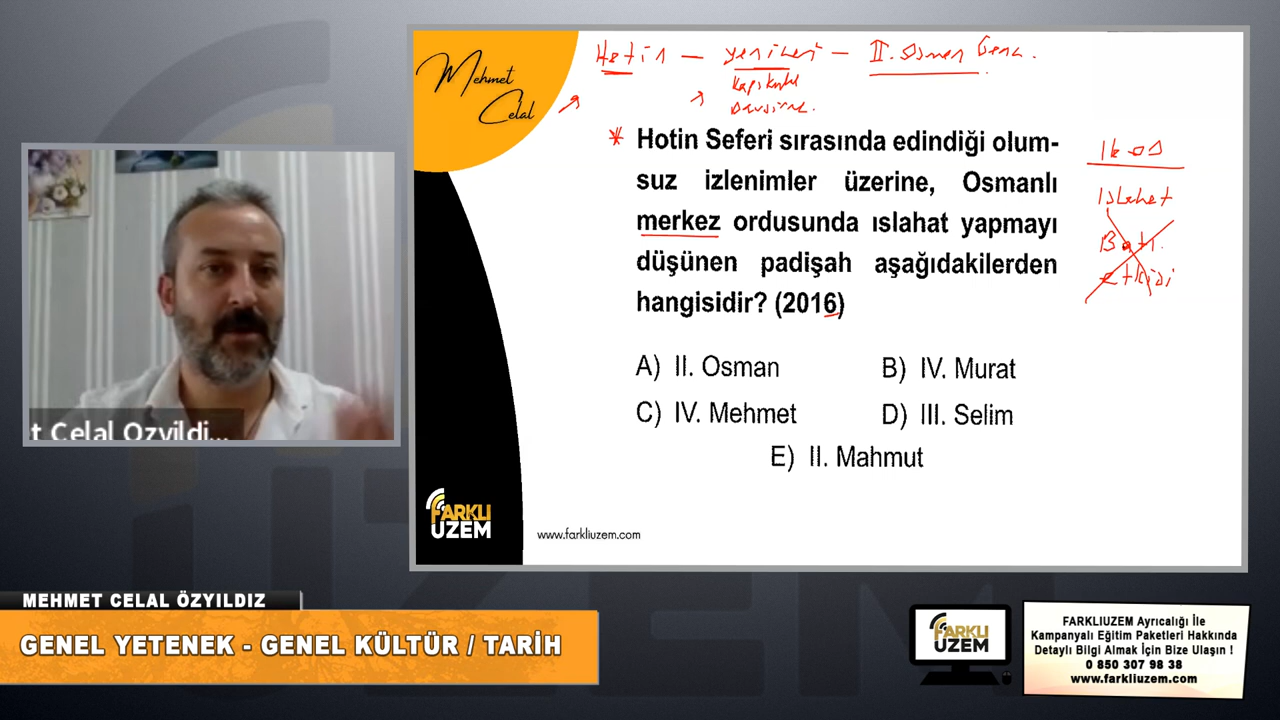 Hotin – yeniçeri – II. Osman Genç.
Kapıkulu
Devşirme.
Mehmet
Celal
* Hotin Seferi sırasında edindiği olum-
suz izlenimler üzerine, Osmanlı
merkez ordusunda ıslahat yapmayı
düşünen padişah aşağıdakilerden
hangisidir? (2016)
Islahat
Batı
etkisi
A) II. Osman
B) IV. Murat
C) IV. Mehmet
D) III. Selim
E) II. Mahmut
t Celal Ozyildi...
FARKLI
UZEM
www.farkliuzem.com
MEHMET CELAL ÖZYILDIZ
GENEL YETENEK - GENEL KÜLTÜR / TARİH
FARKLI
UZEM
FARKLIUZEM Ayrıcalığı İle
Kampanyalı Eğitim Paketleri Hakkında
Detaylı Bilgi Almak İçin Bize Ulaşın !
0 850 307 98 38
www.farkliuzem.com